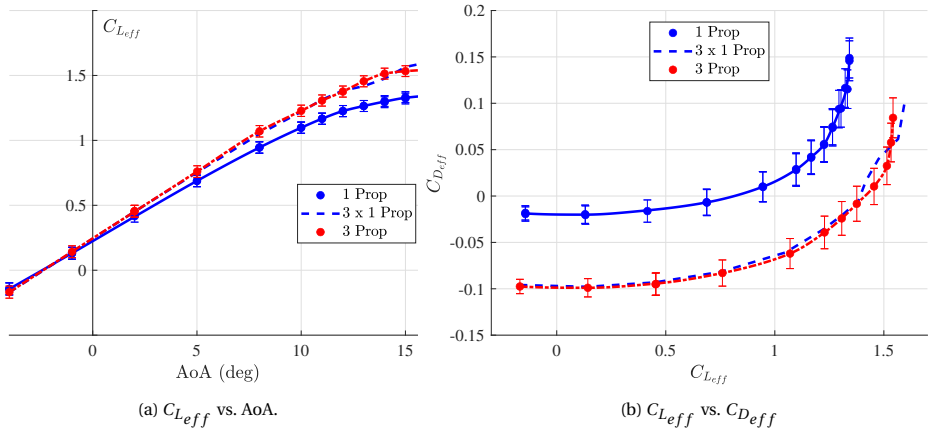 C_{L_{eff}}
1.5
1
0.5
0
0
5
10
15
AoA (deg)
1 Prop
3 x 1 Prop
3 Prop
(a) C_{L_{eff}} vs. AoA.
0.2
0.15
0.1
0.05
0
-0.05
-0.1
-0.15
C_{D_{eff}}
0
0.5
1
1.5
C_{L_{eff}}
1 Prop
3 x 1 Prop
3 Prop
(b) C_{L_{eff}} vs. C_{D_{eff}}